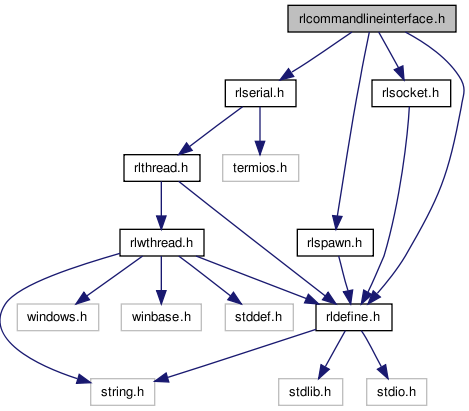 rlcommandlineinterface.h
rlserial.h
rlsocket.h
rlthread.h
termios.h
rlwthread.h
rlspawn.h
windows.h
winbase.h
stddef.h
rldefine.h
string.h
stdlib.h
stdio.h